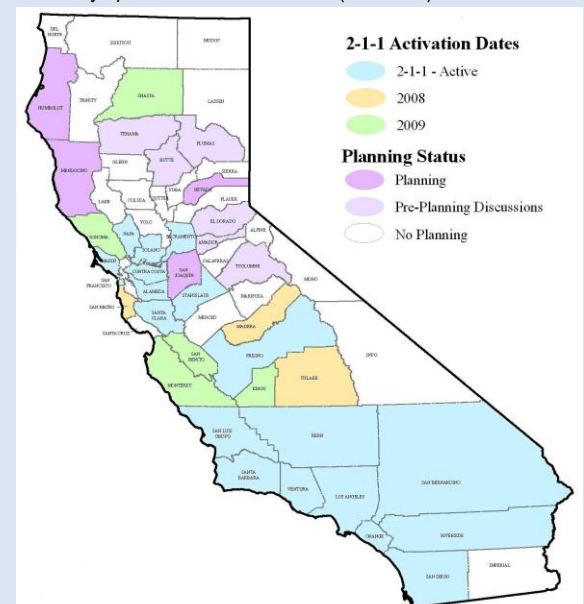 2-1-1 Activation Dates
2-1-1 - Active
2008
2009
Planning Status
Planning
Pre-Planning Discussions
No Planning
DEL
NORTE
SISKIYOU
MODOC
HUMBOLDT
TRINITY
SHASTA
LASSEN
TEHAMA
PLUMAS
MENDOCINO
GLENN
BUTTE
SIERRA
LAKE
COLUSA
SUTTER
YUBA
NEVADA
PLACER
YOLO
EL DORADO
SONOMA
NAPA
SACRAMENTO
ALPINE
SOLANO
AMADOR
MARIN
CALAVERAS
CONTRA COSTA
SAN
JOAQUIN
TUOLUMNE
SAN
FRANCISCO
ALAMEDA
MONO
SAN MATEO
STANISLAUS
MARIPOSA
SANTA
CLARA
MERCED
SANTA CRUZ
MADERA
SAN
BENITO
FRESNO
INYO
MONTEREY
KINGS
TULARE
SAN LUIS
OBISPO
KERN
SANTA
BARBARA
VENTURA
LOS ANGELES
SAN BERNARDINO
ORANGE
RIVERSIDE
SAN DIEGO
IMPERIAL